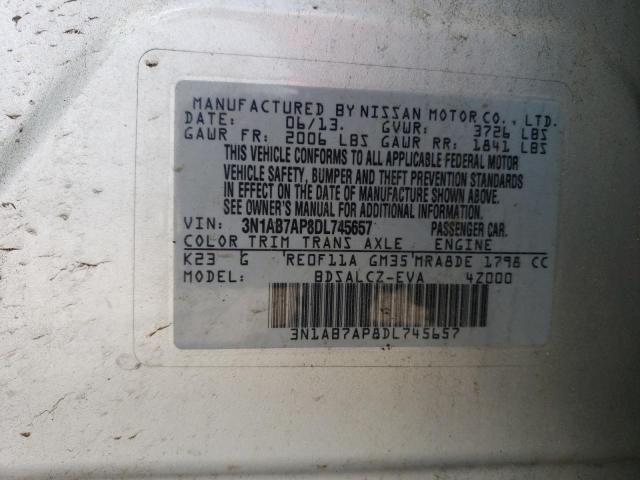 MANUFACTURED BY NISSAN MOTOR CO., LTD.
DATE: 06/13. GVWR: 3726 LBS
GAWR FR: 2006 LBS GAWR RR: 1841 LBS
THIS VEHICLE CONFORMS TO ALL APPLICABLE FEDERAL MOTOR
VEHICLE SAFETY, BUMPER AND THEFT PREVENTION STANDARDS
IN EFFECT ON THE DATE OF MANUFACTURE SHOWN ABOVE.
SEE OWNER'S MANUAL FOR ADDITIONAL INFORMATION.
VIN: 3N1AB7AP8DL745657 PASSENGER CAR.
COLOR TRIM TRANS AXLE ENGINE
K23 G RE0F11A GM35 MRA8DE 1798 CC
MODEL: BDSALCZ-EVA 4Z000
3N1AB7AP8DL745657